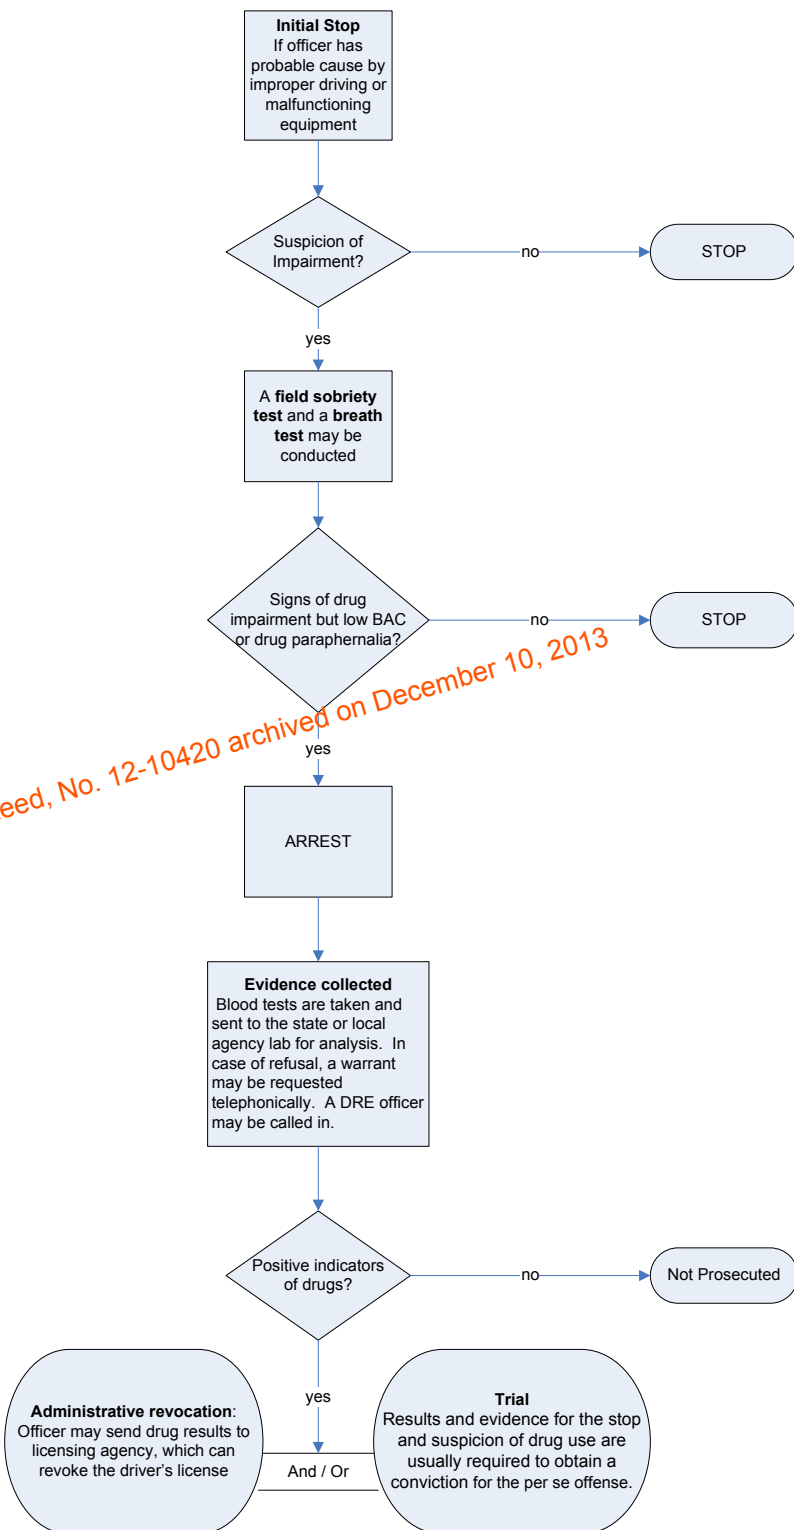 Initial Stop
If officer has
probable cause by
improper driving or
malfunctioning
equipment
Suspicion of
Impairment?
no
STOP
yes
A field sobriety
test and a breath
test may be
conducted
Signs of drug
impairment but low BAC
or drug paraphernalia?
no
STOP
No. 12-10420 archived on December 10, 2013
yes
ARREST
Evidence collected
Blood tests are taken and
sent to the state or local
agency lab for analysis. In
case of refusal, a warrant
may be requested
telephonically. A DRE officer
may be called in.
Positive indicators
of drugs?
no
Not Prosecuted
yes
Administrative revocation:
Officer may send drug results to
licensing agency, which can
revoke the driver's license
And / Or
Trial
Results and evidence for the stop
and suspicion of drug use are
usually required to obtain a
conviction for the per se offense.